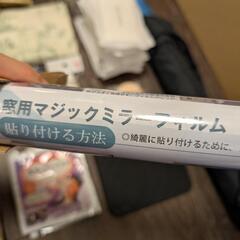 窓用マジックミラーフィルム
貼り付ける方法
◎綺麗に貼り付けるために、